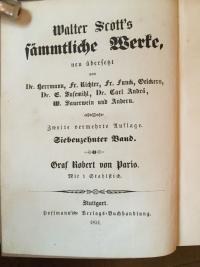 Walter Scott's
sämmtliche Werke,
neu übersetzt
von
Dr. Herrmann, Fr. Richter, Fr. Funck, Oelckers,
Dr. C. Susemihl, Dr. Carl Andrä,
W. Sauerwein und Andern.
Zweite vermehrte Auflage.
Siebenzehnter Band.
Graf Robert von Paris.
Mit 1 Stahlstich.
Stuttgart.
Hoffmann'sche Verlags-Buchhandlung.